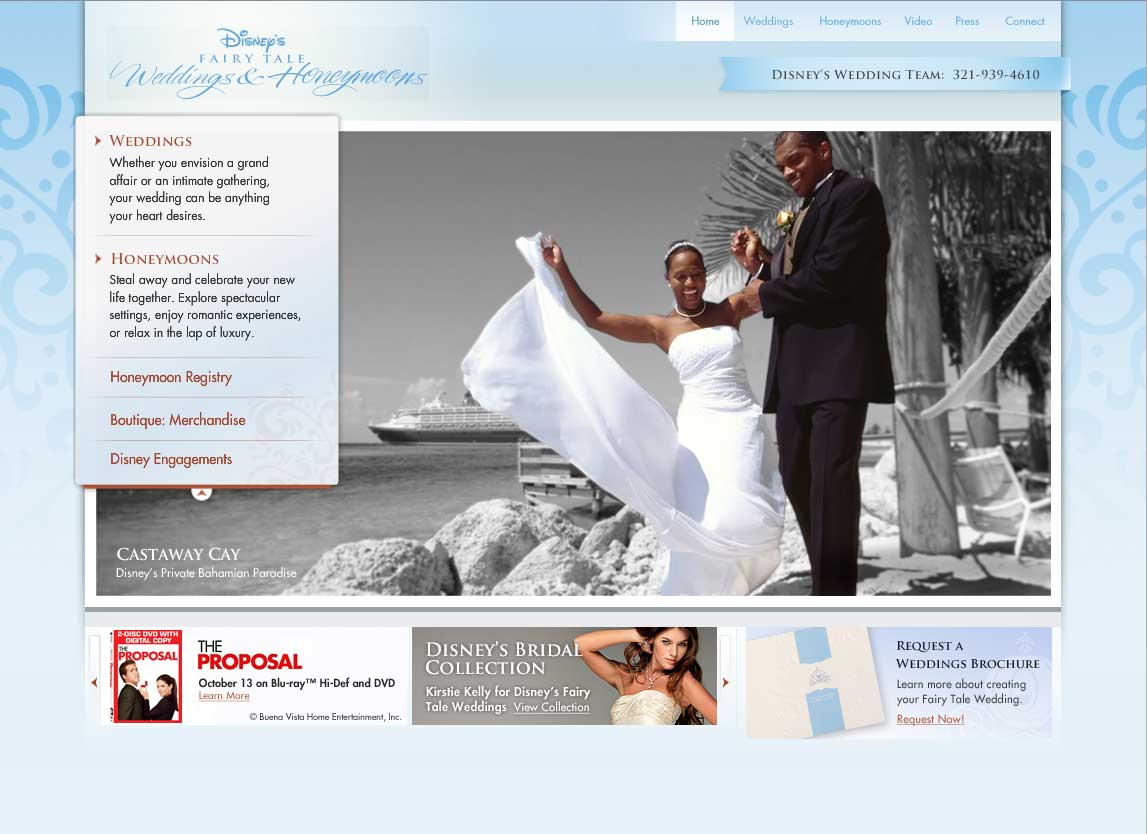 Home Weddings Honeymoons Video Press Connect
Disney's
FAIRY TALE
Weddings & Honeymoons
Disney's Wedding Team: 321-939-4610
Weddings
Whether you envision a grand
affair or an intimate gathering,
your wedding can be anything
your heart desires.
Honeymoons
Steal away and celebrate your new
life together. Explore spectacular
settings, enjoy romantic experiences,
or relax in the lap of luxury.
Honeymoon Registry
Boutique: Merchandise
Disney Engagements
Castaway Cay
Disney's Private Bahamian Paradise
2-DISC DVD WITH
DIGITAL COPY
THE
PROPOSAL
THE
PROPOSAL
October 13 on Blu-ray™ Hi-Def and DVD
Learn More
© Buena Vista Home Entertainment, Inc.
Disney's Bridal
Collection
Kirstie Kelly for Disney's Fairy
Tale Weddings View Collection
Request a
Weddings Brochure
Learn more about creating
your Fairy Tale Wedding.
Request Now!